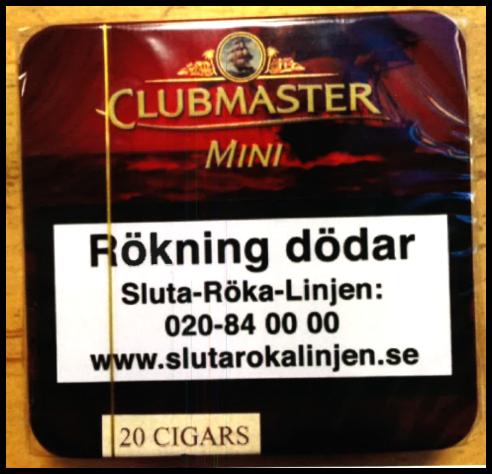 CLUBMASTER
MINI
Rökning dödar
Sluta-Röka-Linjen:
020-84 00 00
www.slutarokalinjen.se
20 CIGARS